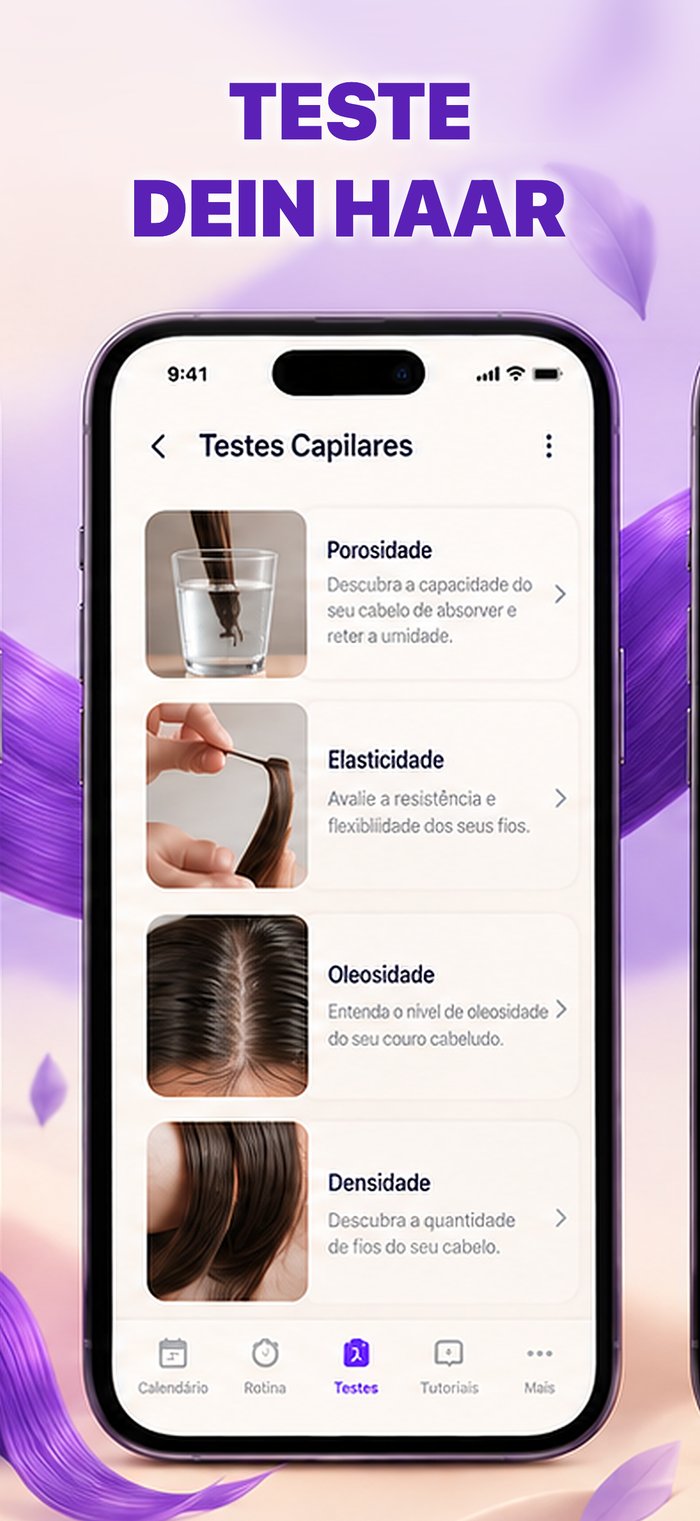 TESTE
DEIN HAAR
9:41
Testes Capilares
Porosidade
Descubra a capacidade do
seu cabelo de absorver e
reter a umidade.
Elasticidade
Avalie a resistência e
flexibliidade dos seus fios.
Oleosidade
Entenda o nível de oleosidade
do seu couro cabeludo.
Densidade
Descubra a quantidade
de fios do seu cabelo.
Calendário
Rotina
Testes
Tutoriais
Mais